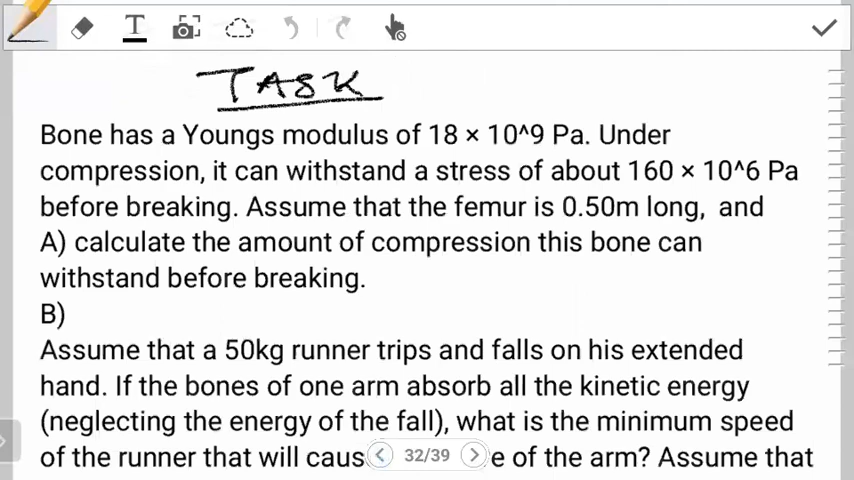 T
TASK
Bone has a Youngs modulus of 18 × 10^9 Pa. Under
compression, it can withstand a stress of about 160 × 10^6 Pa
before breaking. Assume that the femur is 0.50m long, and
A) calculate the amount of compression this bone can
withstand before breaking.
B)
Assume that a 50kg runner trips and falls on his extended
hand. If the bones of one arm absorb all the kinetic energy
(neglecting the energy of the fall), what is the minimum speed
of the runner that will caus 32/39 e of the arm? Assume that